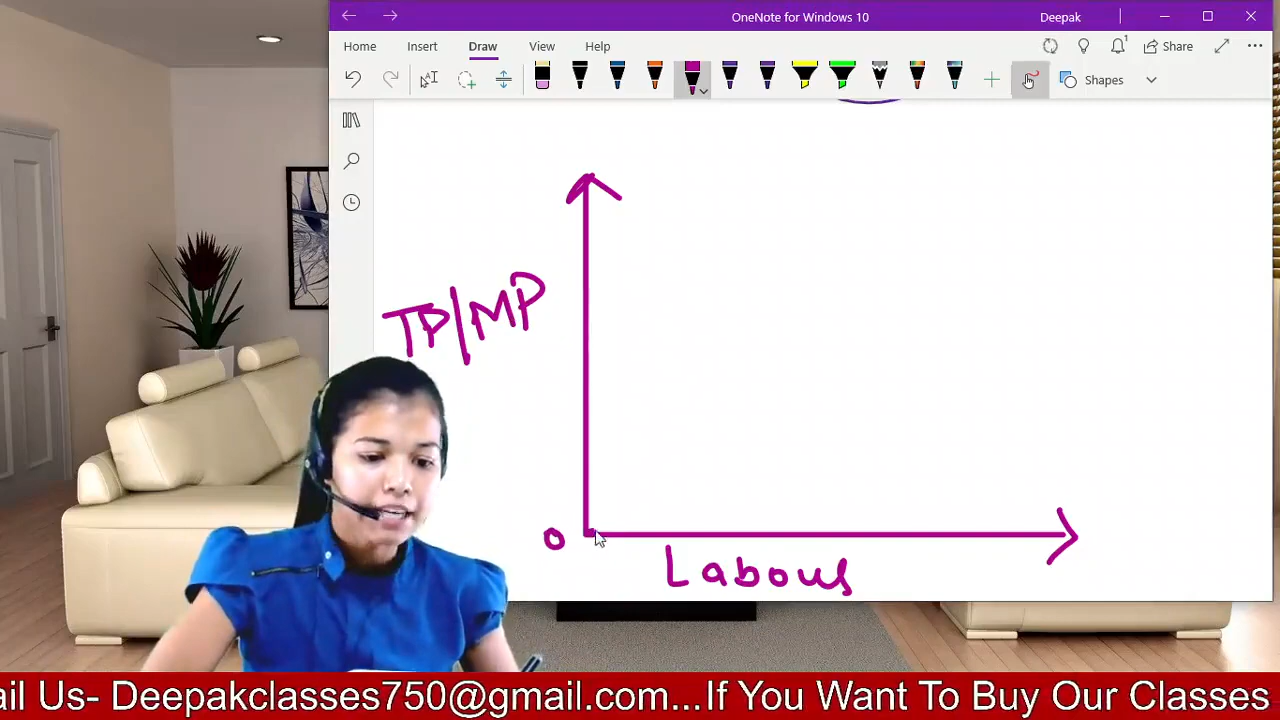 OneNote for Windows 10
Deepak
Home Insert Draw View Help
Share
Shapes
TP/MP
0
Labour
ail Us- Deepakclasses750@gmail.com...If You Want To Buy Our Classes